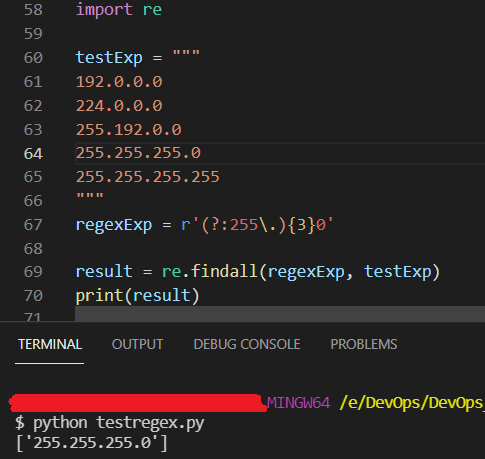 58 import re
59
60 testExp = """
61 192.0.0.0
62 224.0.0.0
63 255.192.0.0
64 255.255.255.0
65 255.255.255.255
66 """
67 regexExp = r'(?:255\.){3}0'
68
69 result = re.findall(regexExp, testExp)
70 print(result)
71
TERMINAL OUTPUT DEBUG CONSOLE PROBLEMS
MINGW64 /e/DevOps/DevOps_
$ python testregex.py
['255.255.255.0']